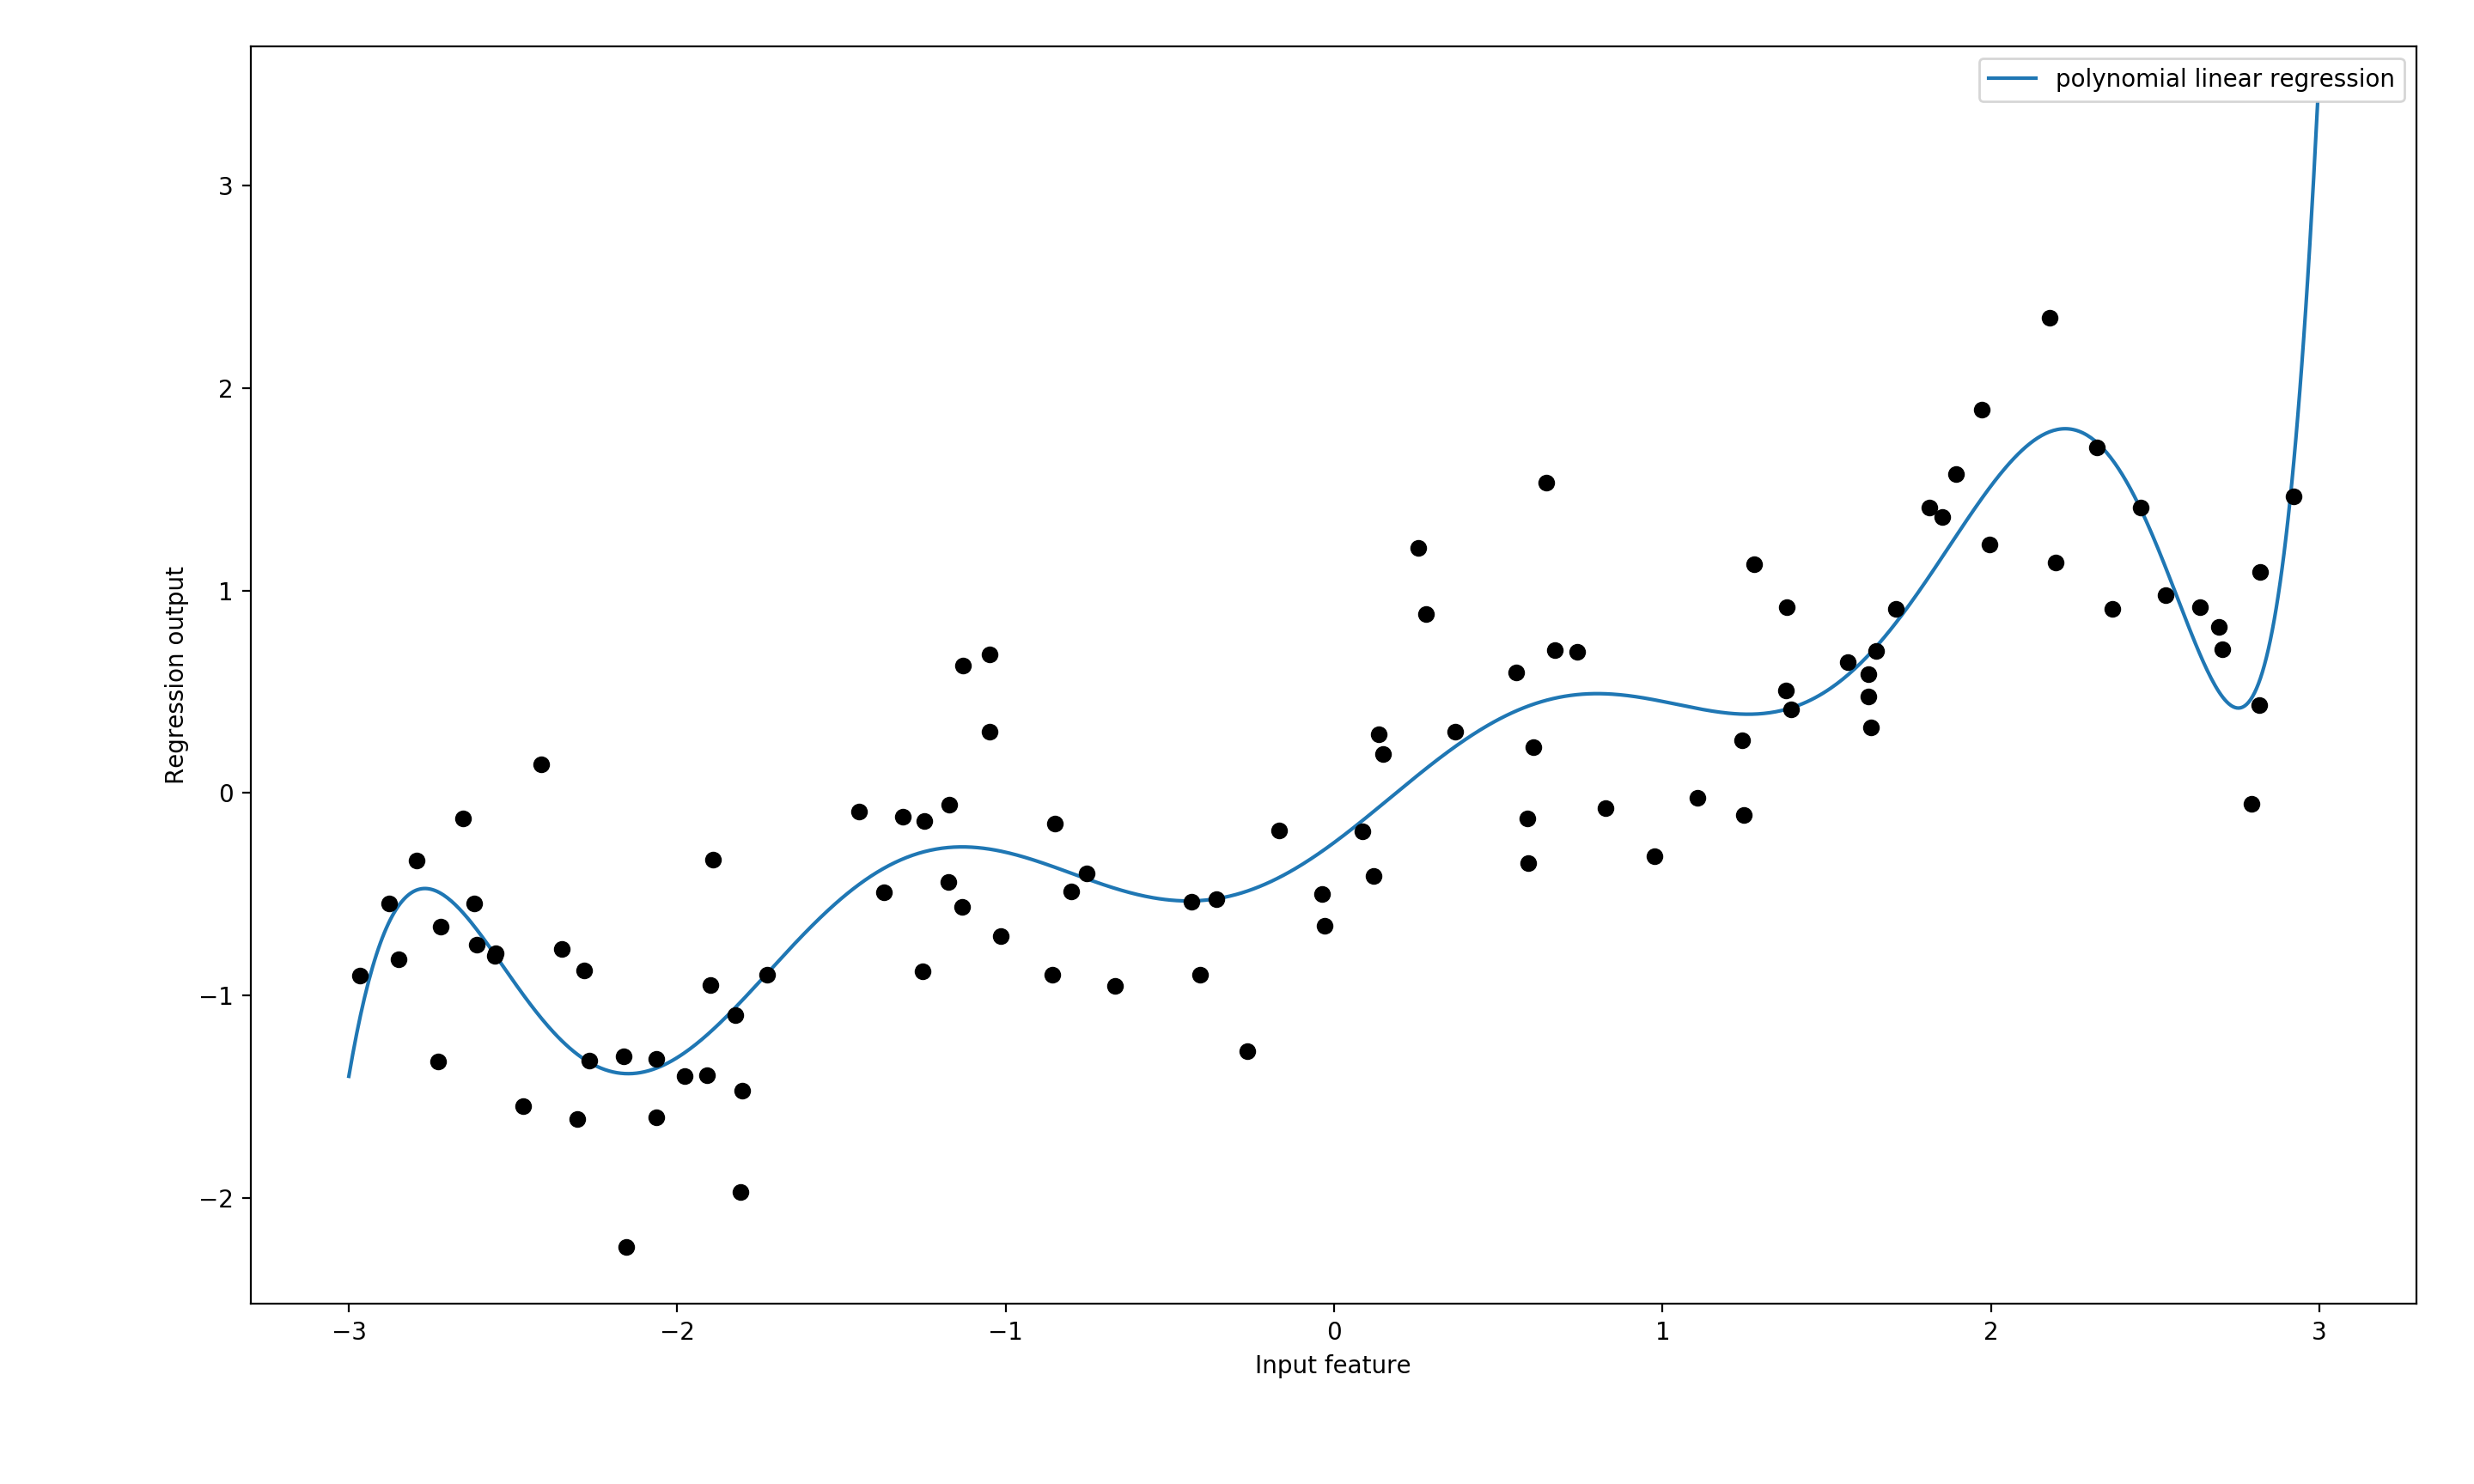 polynomial linear regression
3
2
1
0
−1
−2
Regression output
−3 −2 −1 0 1 2 3
Input feature